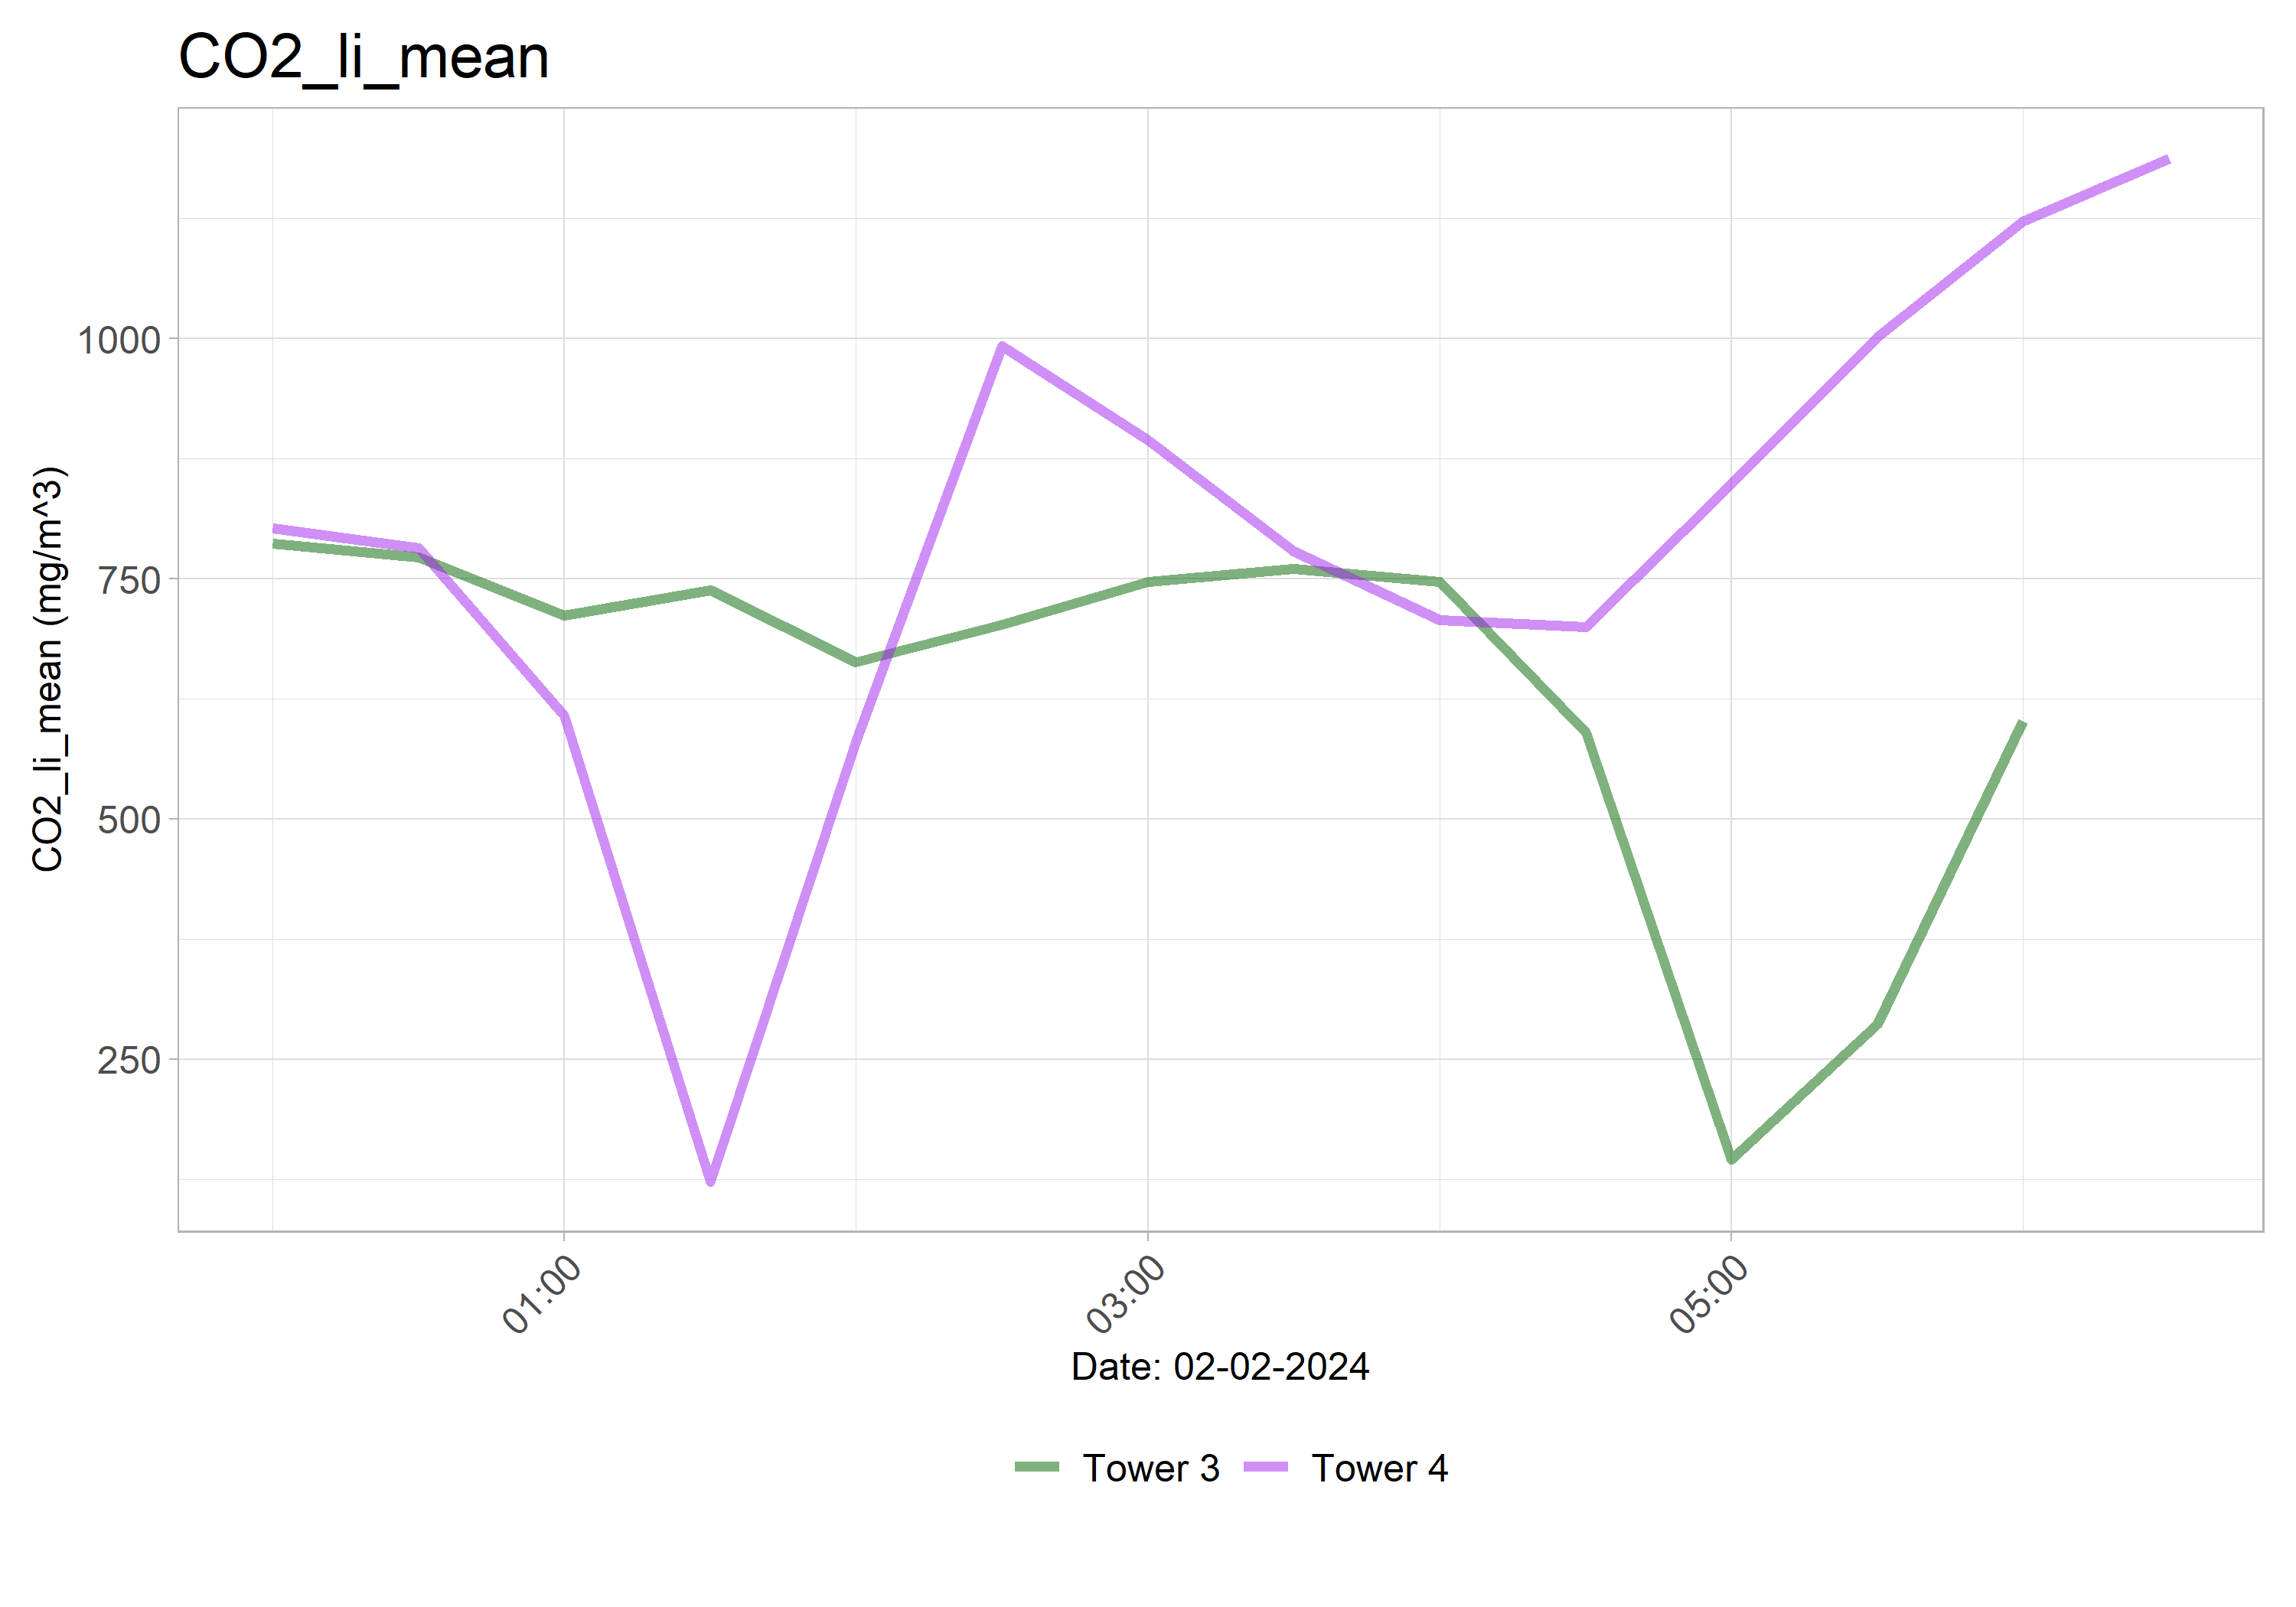 CO2_li_mean
CO2_li_mean (mg/m^3)
1000
750
500
250
01:00
03:00
05:00
Date: 02-02-2024
Tower 3
Tower 4